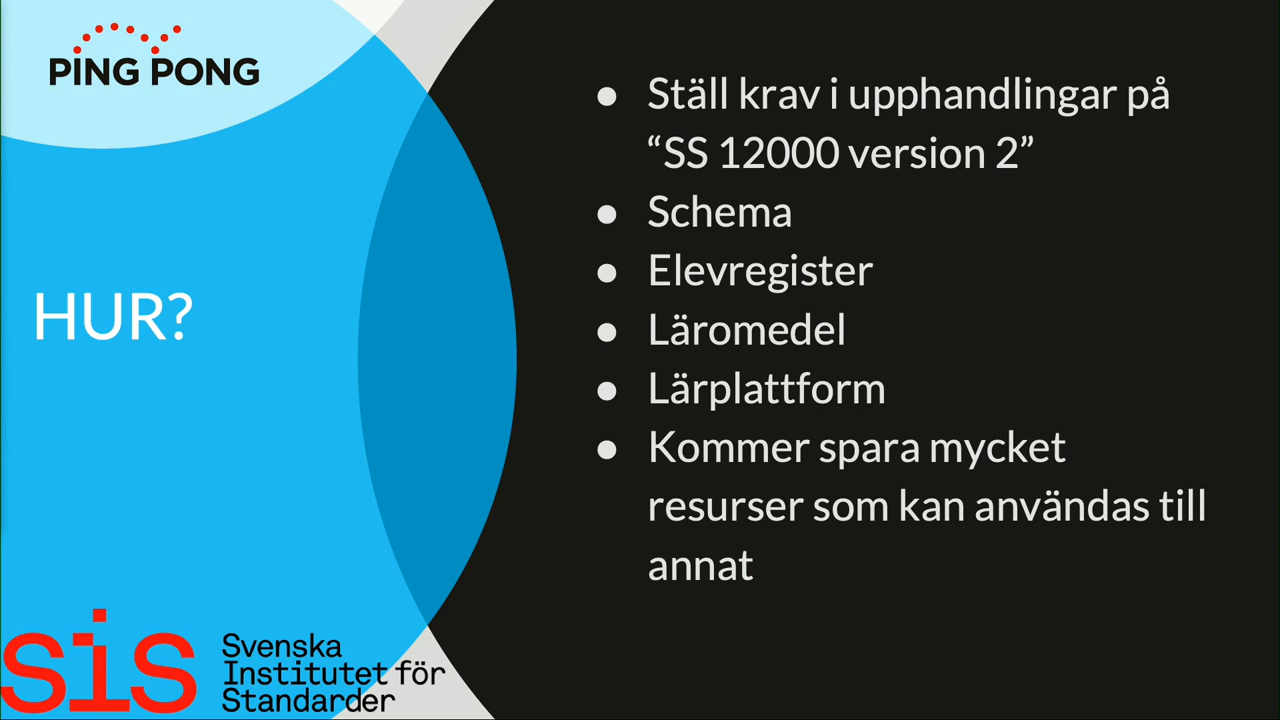 PING PONG
HUR?
● Ställ krav i upphandlingar på
“SS 12000 version 2”
● Schema
● Elevregister
● Läromedel
● Lärplattform
● Kommer spara mycket
resurser som kan användas till
annat
sis
Svenska
Institutet för
Standarder